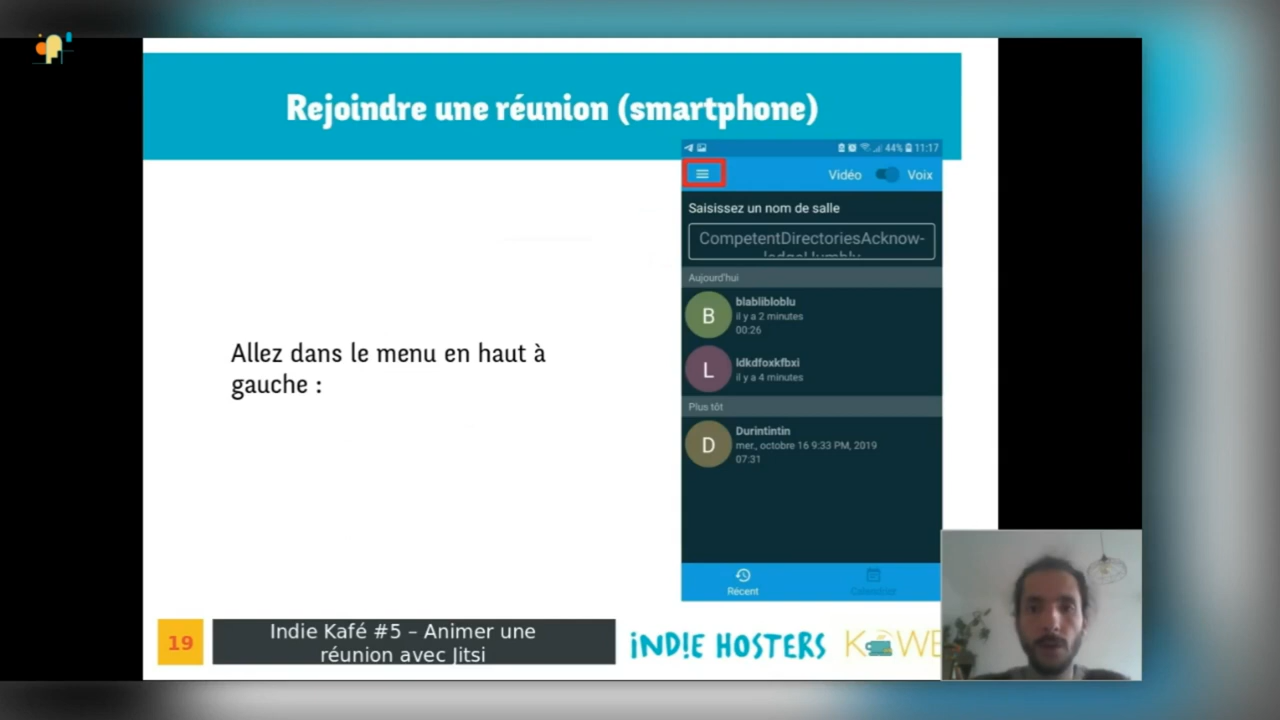 Rejoindre une réunion (smartphone)
44% 11:17
Vidéo Voix
Saisissez un nom de salle
CompetentDirectoriesAcknow-
ledgeHumbly
Aujourd'hui
B
blablibloblu
il y a 2 minutes
00:26
L
ldkdfoxkfbxi
il y a 4 minutes
Plus tôt
D
Durintintin
mer., octobre 16 9:33 PM, 2019
07:31
Récent
Calendrier
Allez dans le menu en haut à
gauche :
19
Indie Kafé #5 – Animer une
réunion avec Jitsi
iND!E HOSTERS